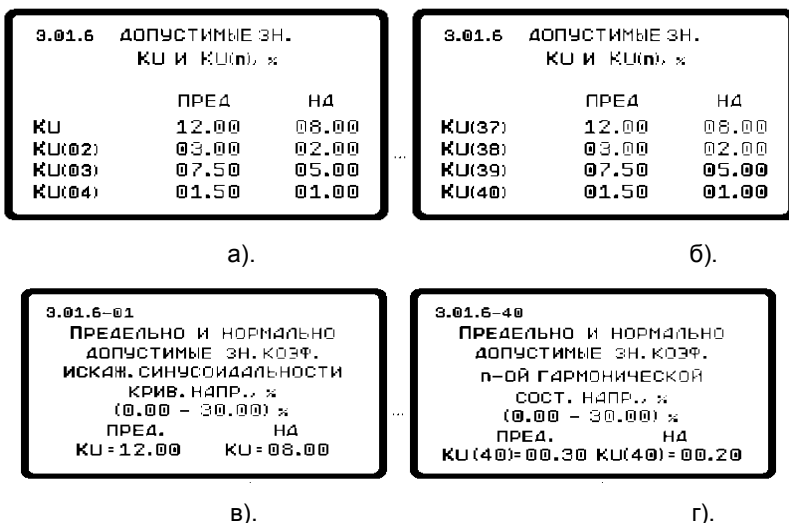 3.01.6 ДОПУСТИМЫЕ ЗН.
KU И KU(n), %
ПРЕД НД
KU 12.00 08.00
KU(02) 03.00 02.00
KU(03) 07.50 05.00
KU(04) 01.50 01.00
а).
...
3.01.6 ДОПУСТИМЫЕ ЗН.
KU И KU(n), %
ПРЕД НД
KU(37) 12.00 08.00
KU(38) 03.00 02.00
KU(39) 07.50 05.00
KU(40) 01.50 01.00
б).
3.01.6-01
ПРЕДЕЛЬНО И НОРМАЛЬНО
ДОПУСТИМЫЕ ЗН. КОЭФ.
ИСКАЖ. СИНУСОИДАЛЬНОСТИ
КРИВ. НАПР., %
(0.00 - 30.00) %
ПРЕД. НД
KU=12.00 KU=08.00
в).
...
3.01.6-40
ПРЕДЕЛЬНО И НОРМАЛЬНО
ДОПУСТИМЫЕ ЗН. КОЭФ.
n-ОЙ ГАРМОНИЧЕСКОЙ
СОСТ. НАПР., %
(0.00 - 30.00) %
ПРЕД. НД
KU(40)=00.30 KU(40)=00.20
г).